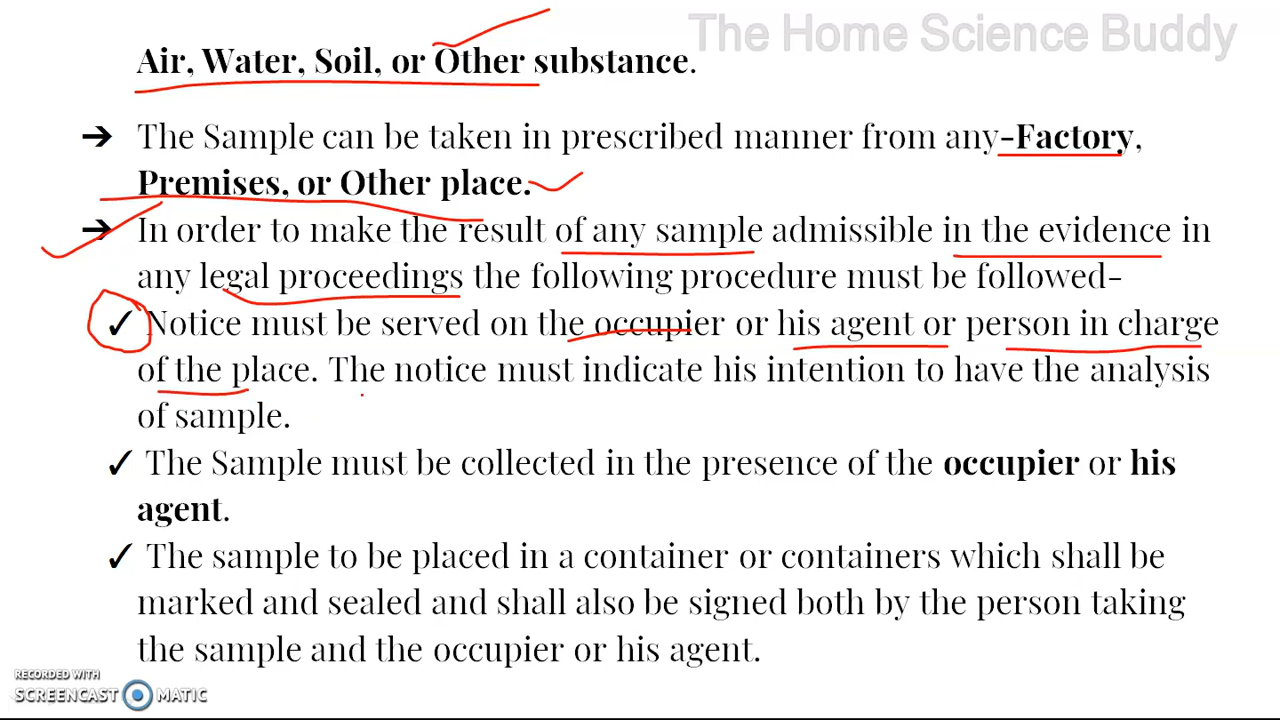 The Home Science Buddy
Air, Water, Soil, or Other substance.
➔ The Sample can be taken in prescribed manner from any-Factory,
Premises, or Other place.
➔ In order to make the result of any sample admissible in the evidence in
any legal proceedings the following procedure must be followed-
✓ Notice must be served on the occupier or his agent or person in charge
of the place. The notice must indicate his intention to have the analysis
of sample.
✓ The Sample must be collected in the presence of the occupier or his
agent.
✓ The sample to be placed in a container or containers which shall be
marked and sealed and shall also be signed both by the person taking
the sample and the occupier or his agent.
RECORDED WITH
SCREENCAST MATIC